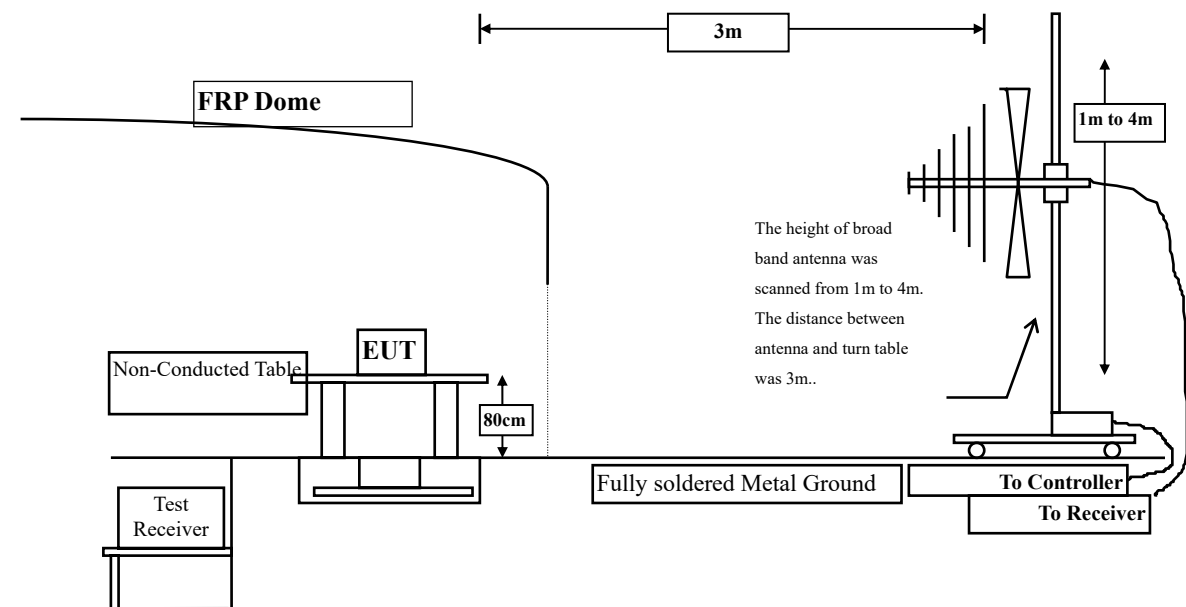 3m
FRP Dome
1m to 4m
The height of broad
band antenna was
scanned from 1m to 4m.
The distance between
antenna and turn table
was 3m..
EUT
Non-Conducted Table
80cm
Fully soldered Metal Ground
To Controller
To Receiver
Test
Receiver